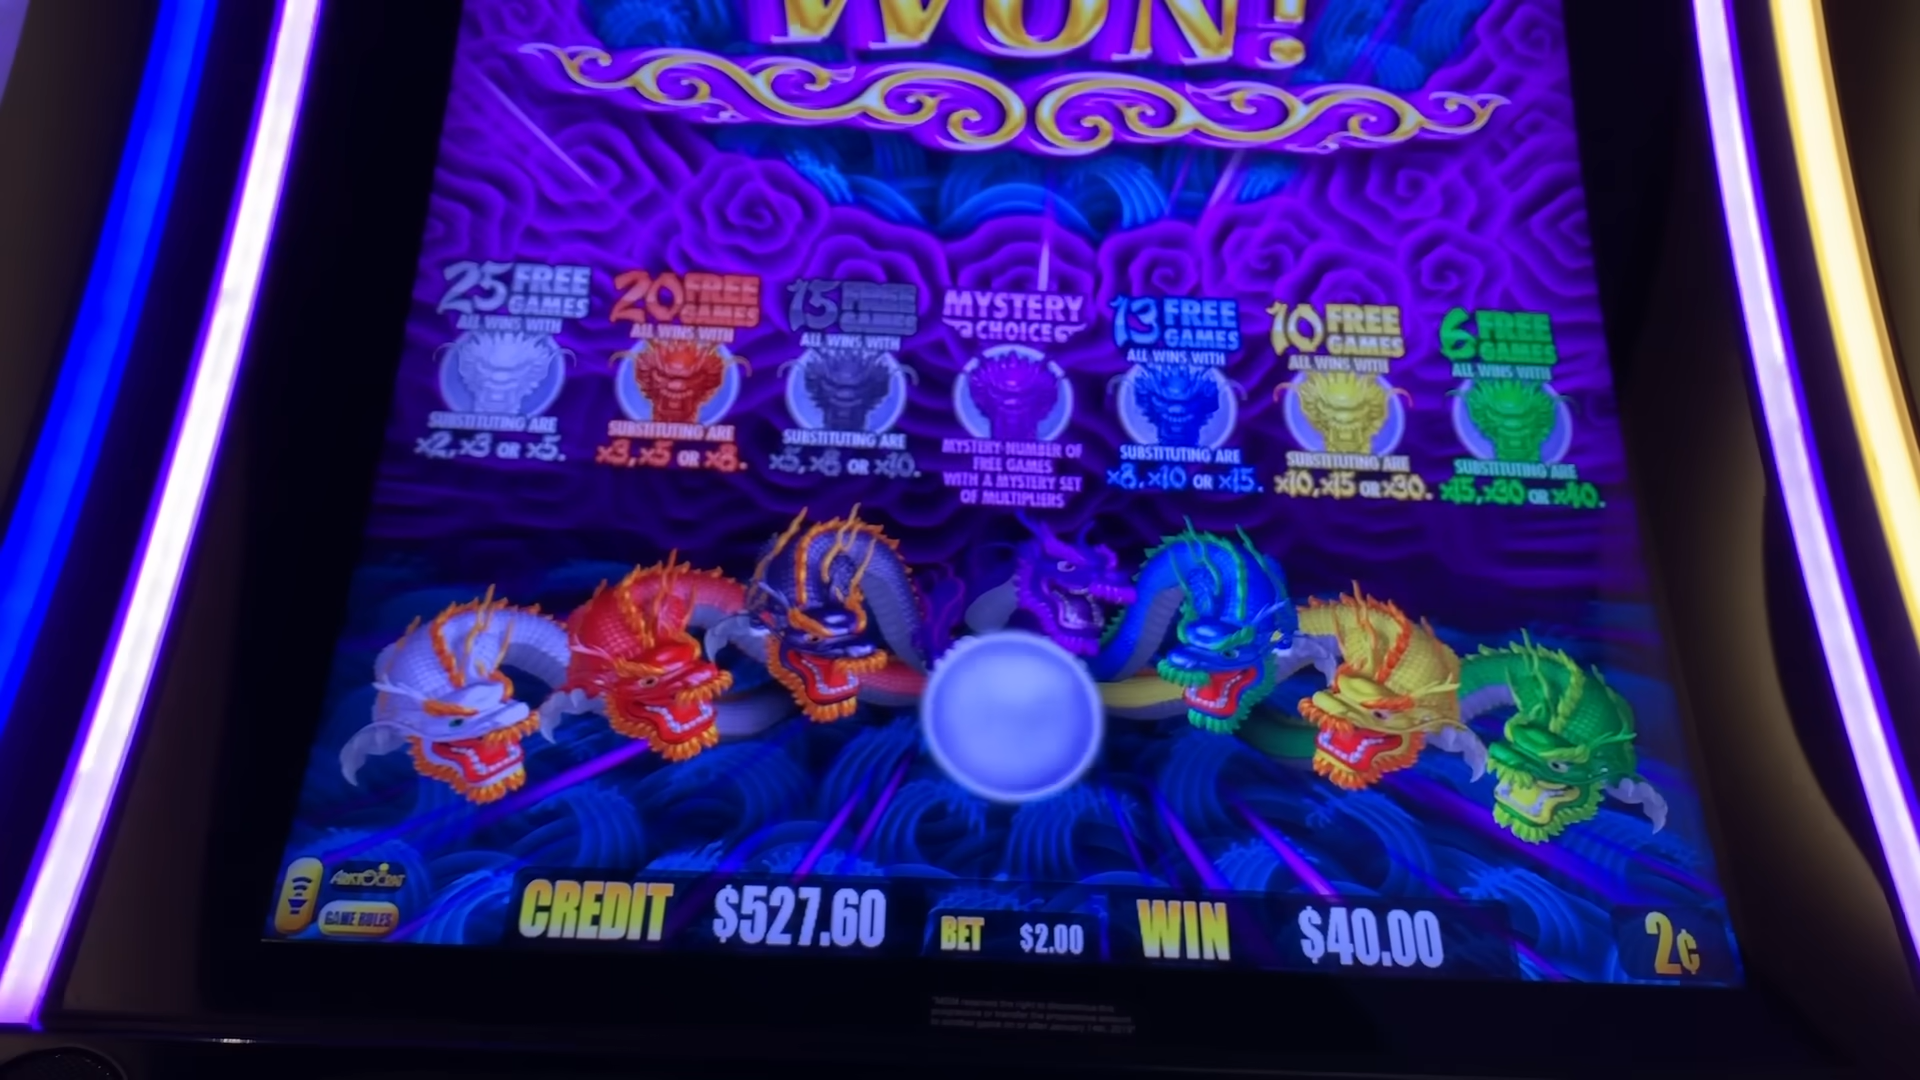 WON!
25 FREE GAMES
ALL WINS WITH
SUBSTITUTING ARE
x2, x3 OR x5.
20 FREE GAMES
ALL WINS WITH
SUBSTITUTING ARE
x3, x5 OR x8.
15 FREE GAMES
ALL WINS WITH
SUBSTITUTING ARE
x5, x8 OR x10.
MYSTERY
CHOICE
MYSTERY NUMBER OF
FREE GAMES
WITH A MYSTERY SET
OF MULTIPLIERS
13 FREE GAMES
ALL WINS WITH
SUBSTITUTING ARE
x8, x10 OR x15.
10 FREE GAMES
ALL WINS WITH
SUBSTITUTING ARE
x10, x15 OR x30.
6 FREE GAMES
ALL WINS WITH
SUBSTITUTING ARE
x15, x30 OR x40.
ARISTOCRAT
GAME RULES
CREDIT $527.60 BET $2.00 WIN $40.00 2¢